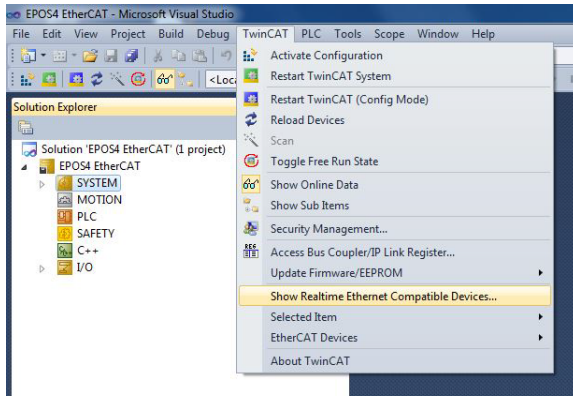 EPOS4 EtherCAT - Microsoft Visual Studio
File Edit View Project Build Debug TwinCAT PLC Tools Scope Window Help
Activate Configuration
Restart TwinCAT System
<Loca
Restart TwinCAT (Config Mode)
Solution Explorer
Reload Devices
Scan
Solution 'EPOS4 EtherCAT' (1 project)
Toggle Free Run State
EPOS4 EtherCAT
SYSTEM
Show Online Data
MOTION
Show Sub Items
PLC
Security Management...
SAFETY
C++
Access Bus Coupler/IP Link Register...
I/O
Update Firmware/EEPROM
Show Realtime Ethernet Compatible Devices...
Selected Item
EtherCAT Devices
About TwinCAT